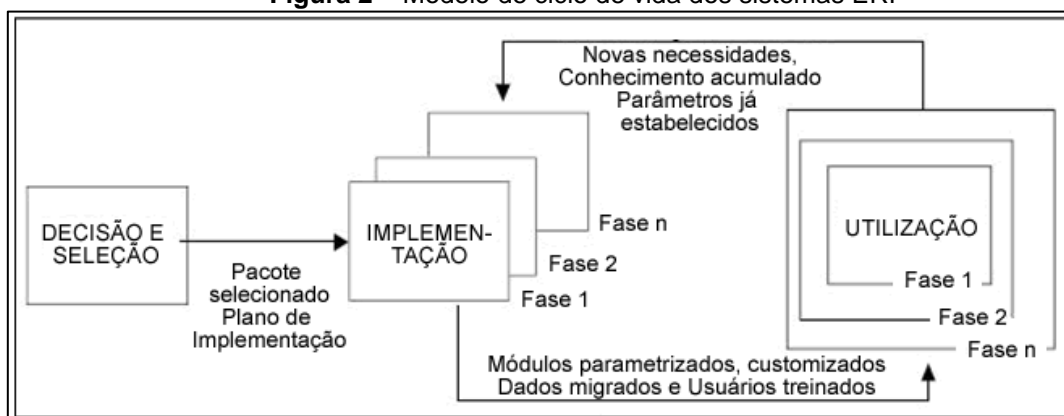 Figura 2 – Modelo do ciclo de vida dos sistemas ERP
Novas necessidades,
Conhecimento acumulado
Parâmetros já
estabelecidos
DECISÃO E
SELEÇÃO
Pacote
selecionado
Plano de
Implementação
IMPLEMEN-
TAÇÃO
Fase 1
Fase 2
Fase n
UTILIZAÇÃO
Fase 1
Fase 2
Fase n
Módulos parametrizados, customizados
Dados migrados e Usuários treinados